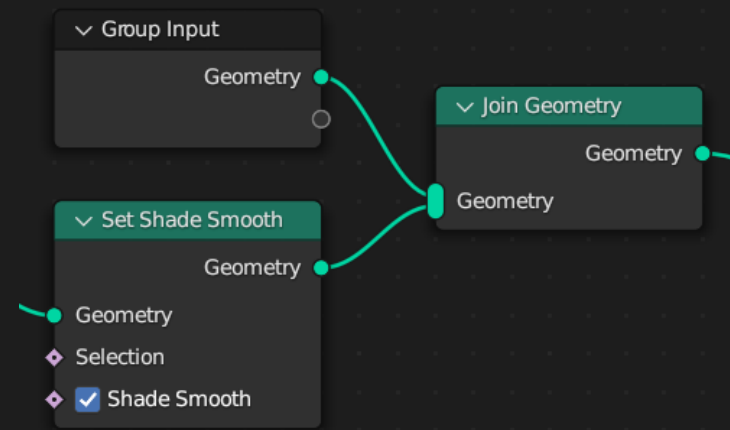 Group Input
Geometry
Join Geometry
Geometry
Geometry
Set Shade Smooth
Geometry
Geometry
Selection
Shade Smooth